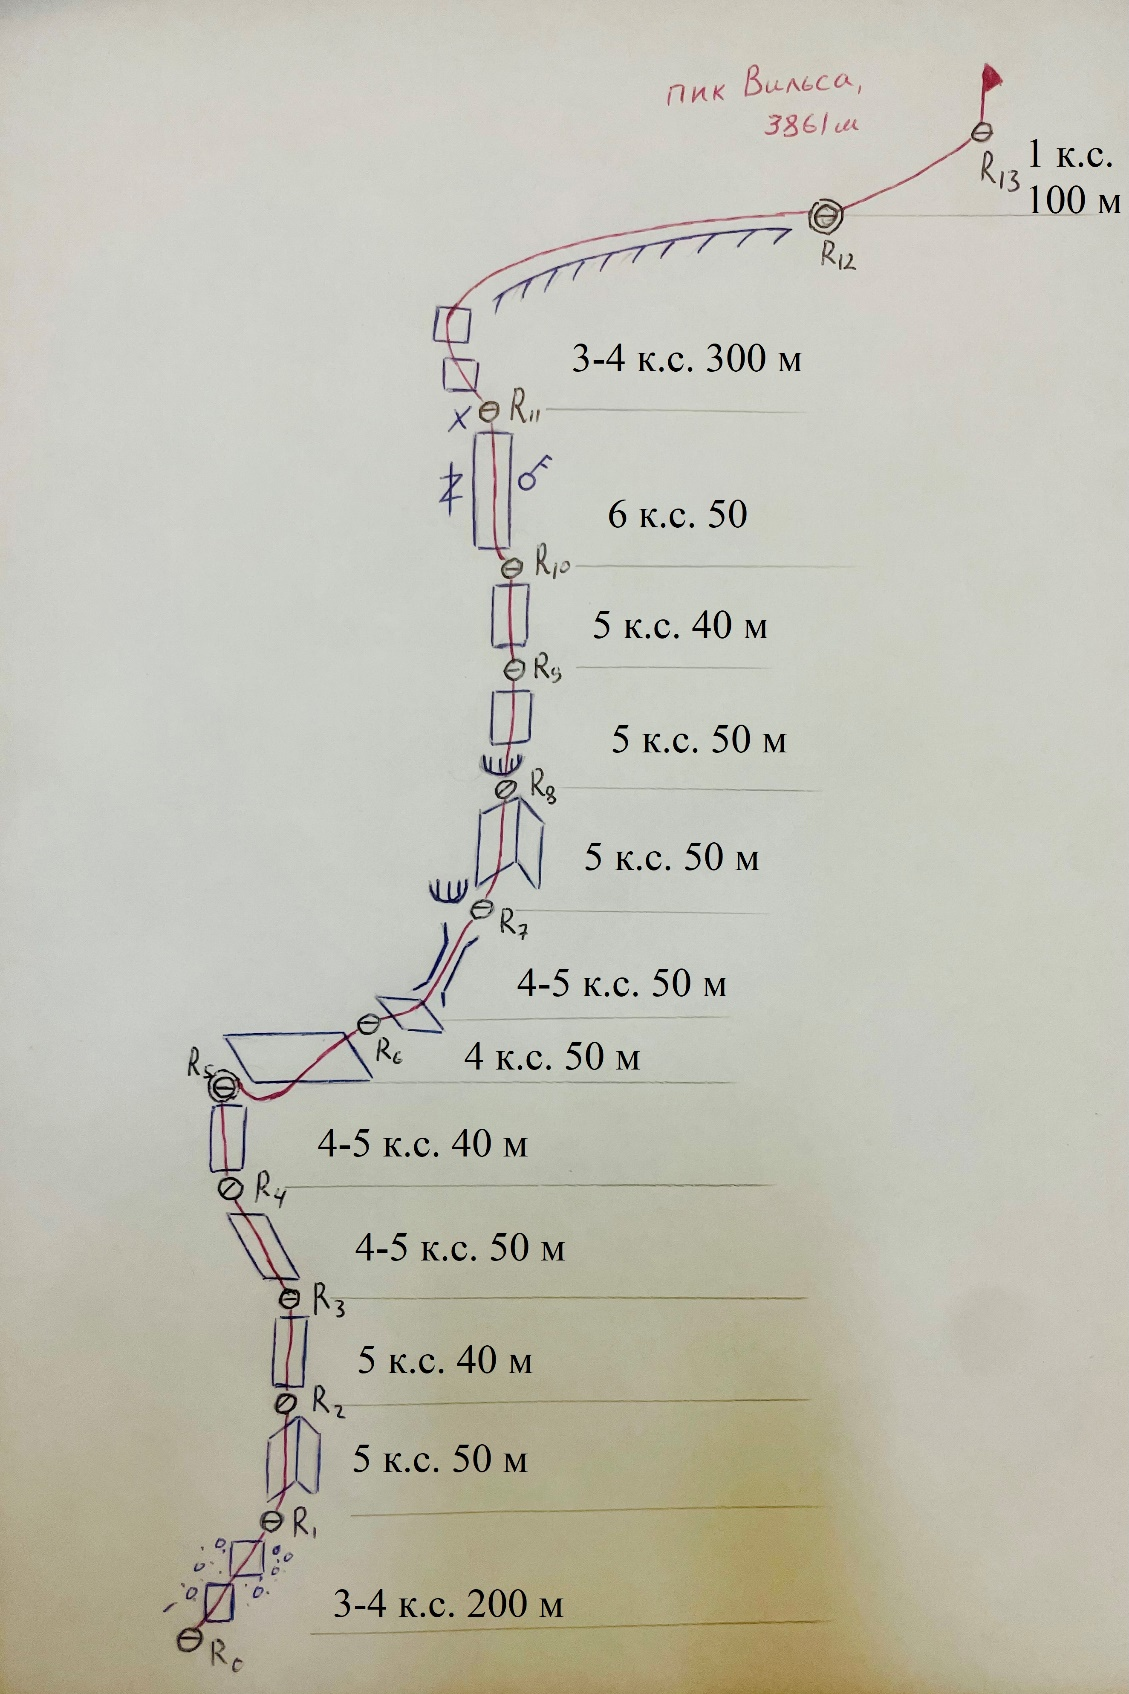 пик Вильса,
3861 м
R13
1 к.с.
100 м
R12
3-4 к.с. 300 м
R11
6 к.с. 50
R10
5 к.с. 40 м
R9
5 к.с. 50 м
R8
5 к.с. 50 м
R7
4-5 к.с. 50 м
R6
4 к.с. 50 м
R5
4-5 к.с. 40 м
R4
4-5 к.с. 50 м
R3
5 к.с. 40 м
R2
5 к.с. 50 м
R1
3-4 к.с. 200 м
R0